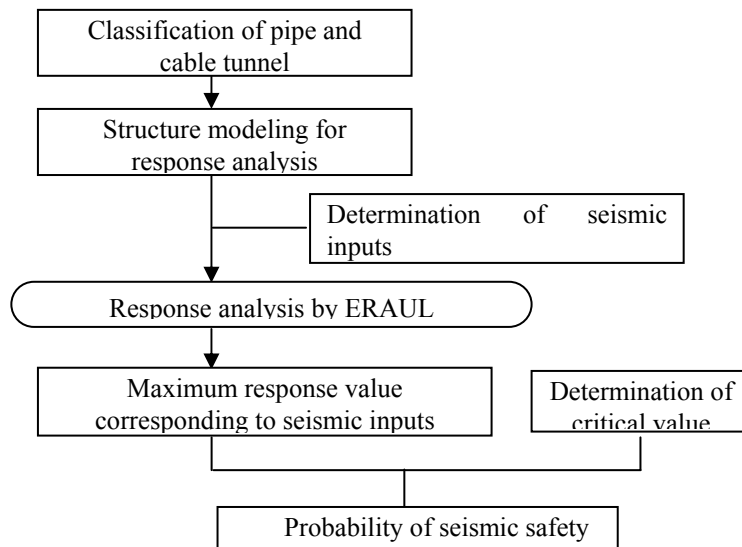 Classification of pipe and
cable tunnel
Structure modeling for
response analysis
Determination of seismic
inputs
Response analysis by ERAUL
Maximum response value
corresponding to seismic inputs
Determination of
critical value
Probability of seismic safety